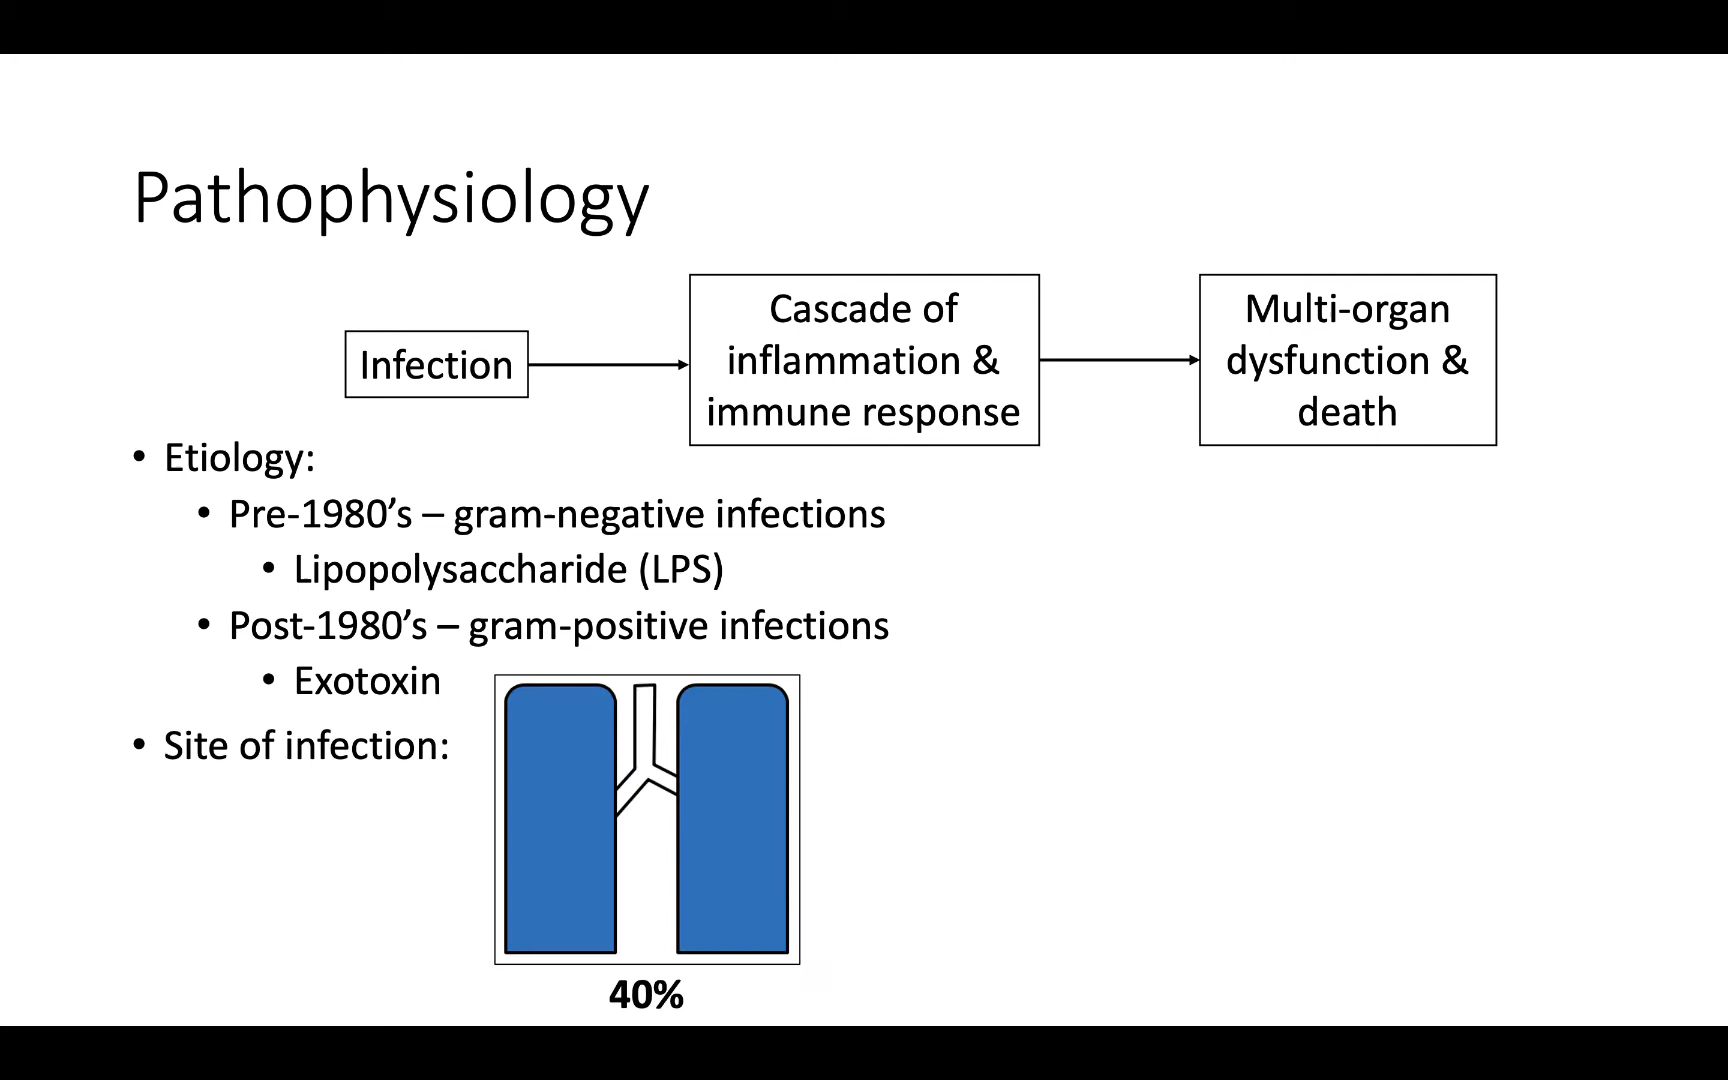 Pathophysiology
Infection
Cascade of
inflammation &
immune response
Multi-organ
dysfunction &
death
• Etiology:
• Pre-1980’s – gram-negative infections
• Lipopolysaccharide (LPS)
• Post-1980’s – gram-positive infections
• Exotoxin
• Site of infection:
40%